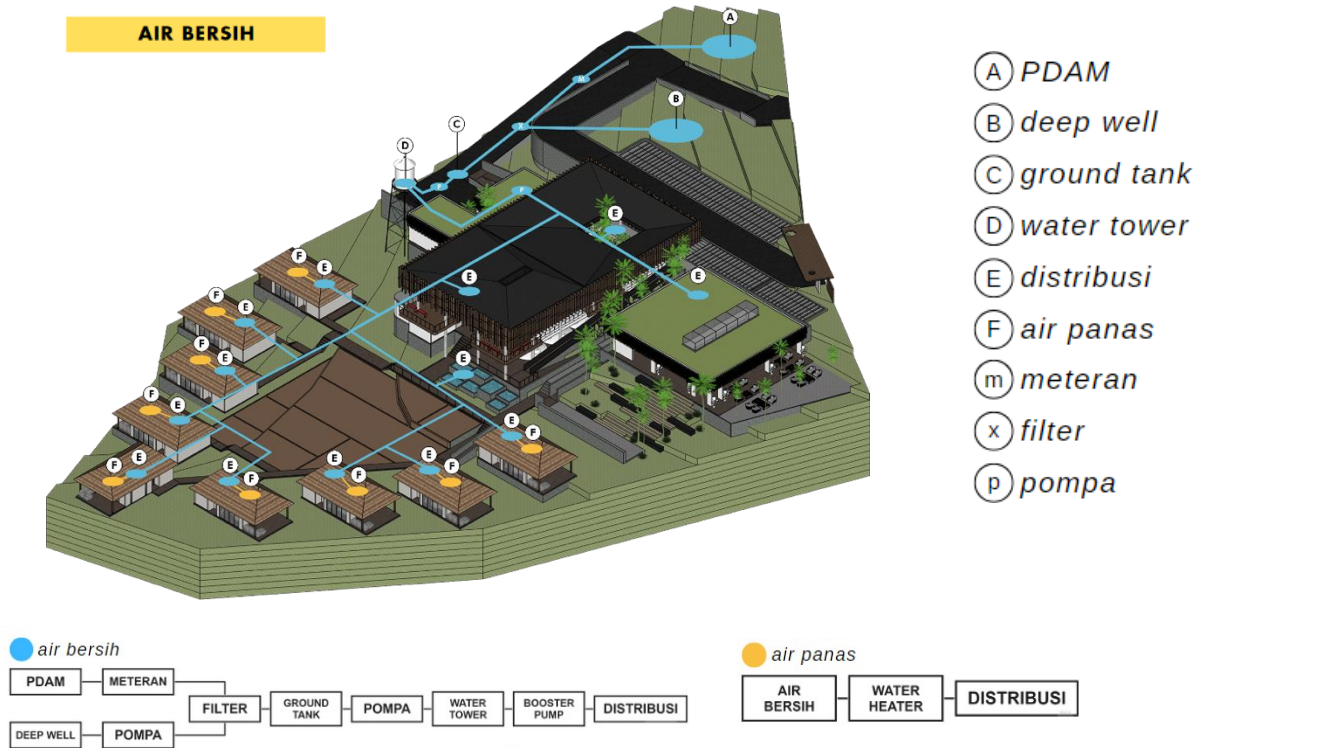 AIR BERSIH
A
M
B
X
C
D
P
P
E
E
E
F
E
F
E
F
E
F
E
F
E
E
E
F
E
F
E
F
E
F
A PDAM
B deep well
C ground tank
D water tower
E distribusi
F air panas
m meteran
x filter
p pompa
air bersih
PDAM
METERAN
FILTER
GROUND
TANK
POMPA
WATER
TOWER
BOOSTER
PUMP
DISTRIBUSI
DEEP WELL
POMPA
air panas
AIR
BERSIH
WATER
HEATER
DISTRIBUSI